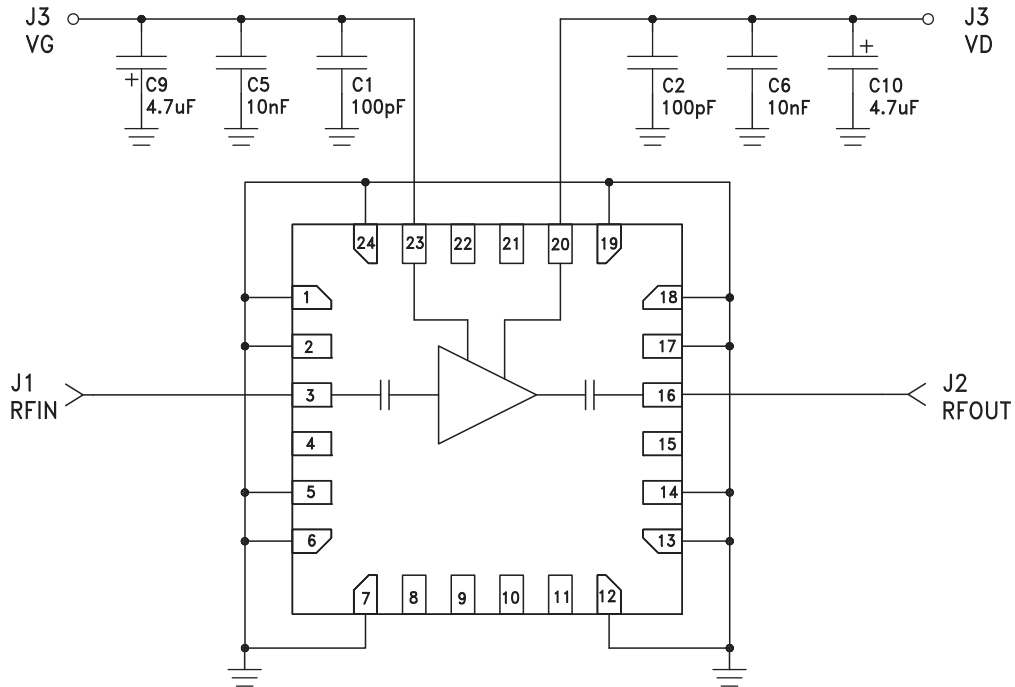 J3
VG
J3
VD
+
C9
4.7uF
C5
10nF
C1
100pF
C2
100pF
C6
10nF
+
C10
4.7uF
24
23
22
21
20
19
1
18
2
17
J1
RFIN
3
16
J2
RFOUT
4
15
5
14
6
13
7
8
9
10
11
12